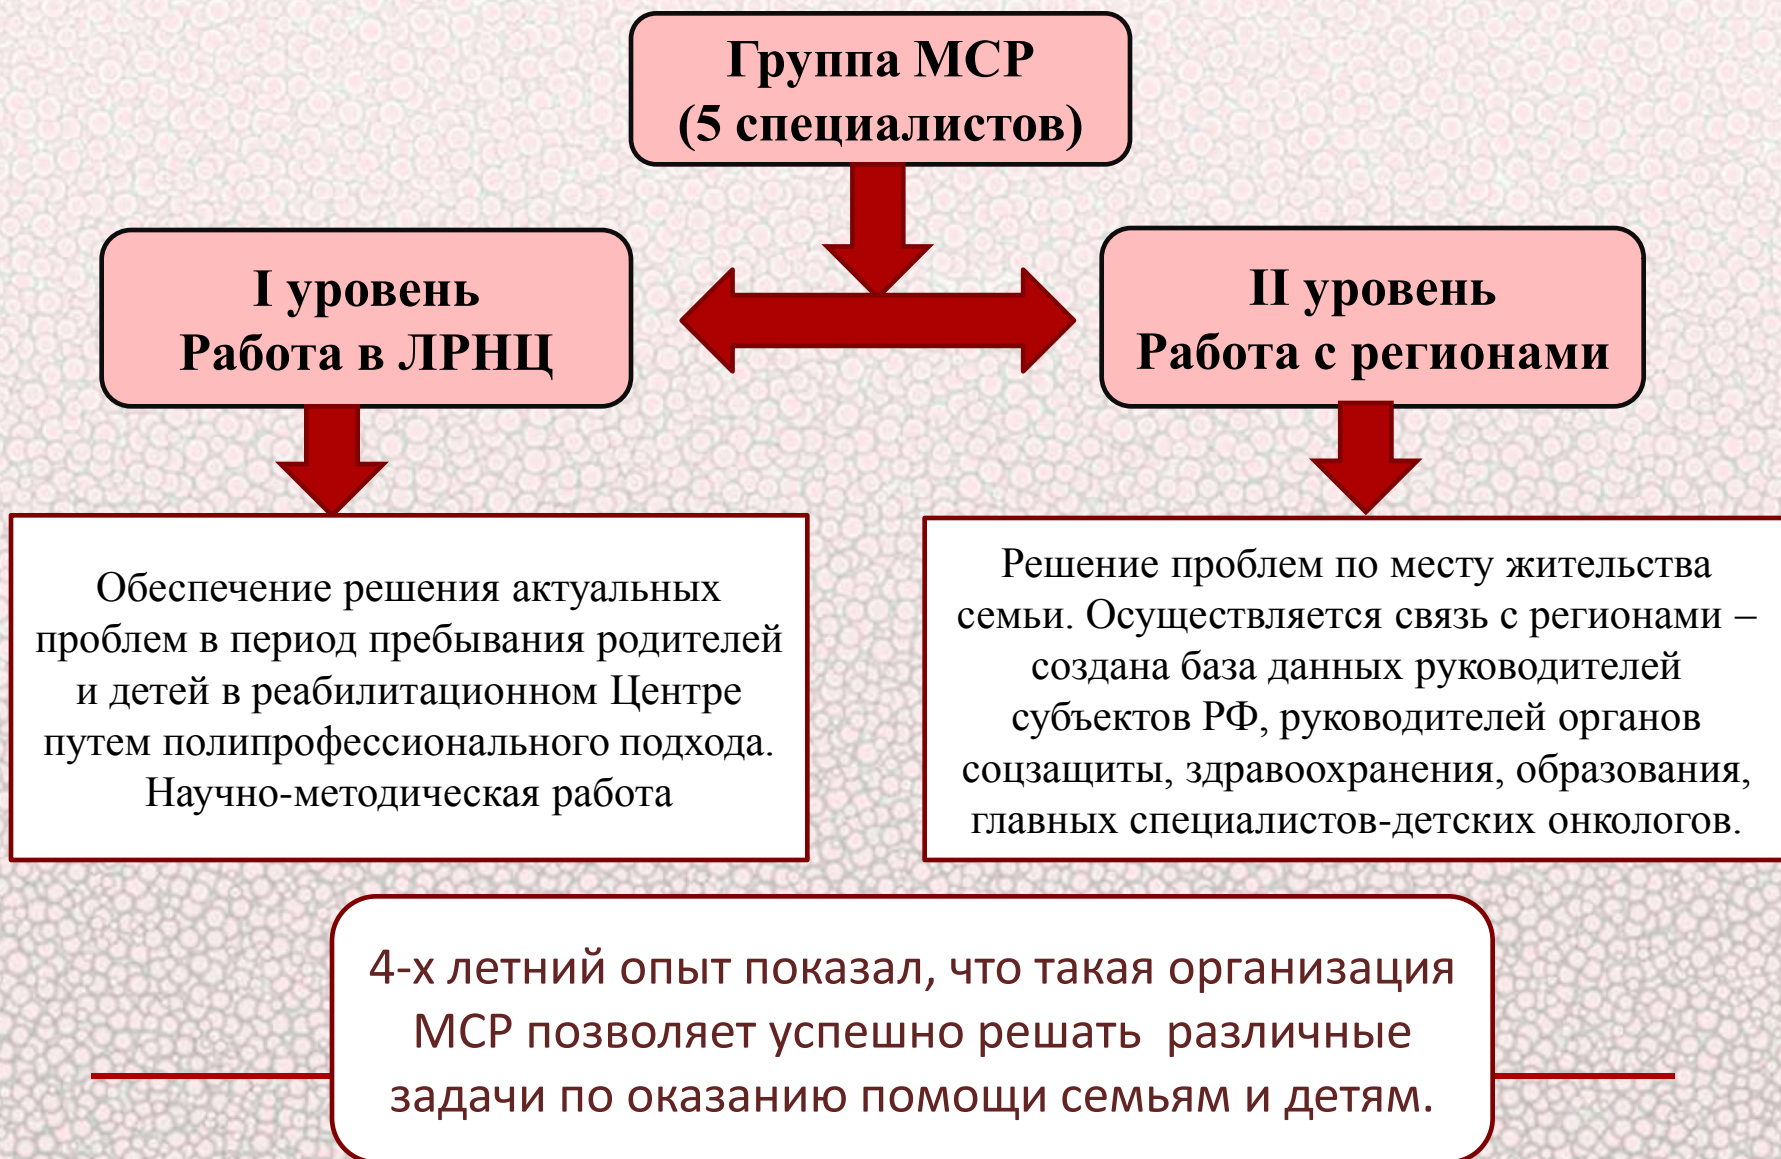 Группа МСР
(5 специалистов)
I уровень
Работа в ЛРНЦ
II уровень
Работа с регионами
Обеспечение решения актуальных
проблем в период пребывания родителей
и детей в реабилитационном Центре
путем полипрофессионального подхода.
Научно-методическая работа
Решение проблем по месту жительства
семьи. Осуществляется связь с регионами –
создана база данных руководителей
субъектов РФ, руководителей органов
соцзащиты, здравоохранения, образования,
главных специалистов-детских онкологов.
4-х летний опыт показал, что такая организация
МСР позволяет успешно решать  различные
задачи по оказанию помощи семьям и детям.